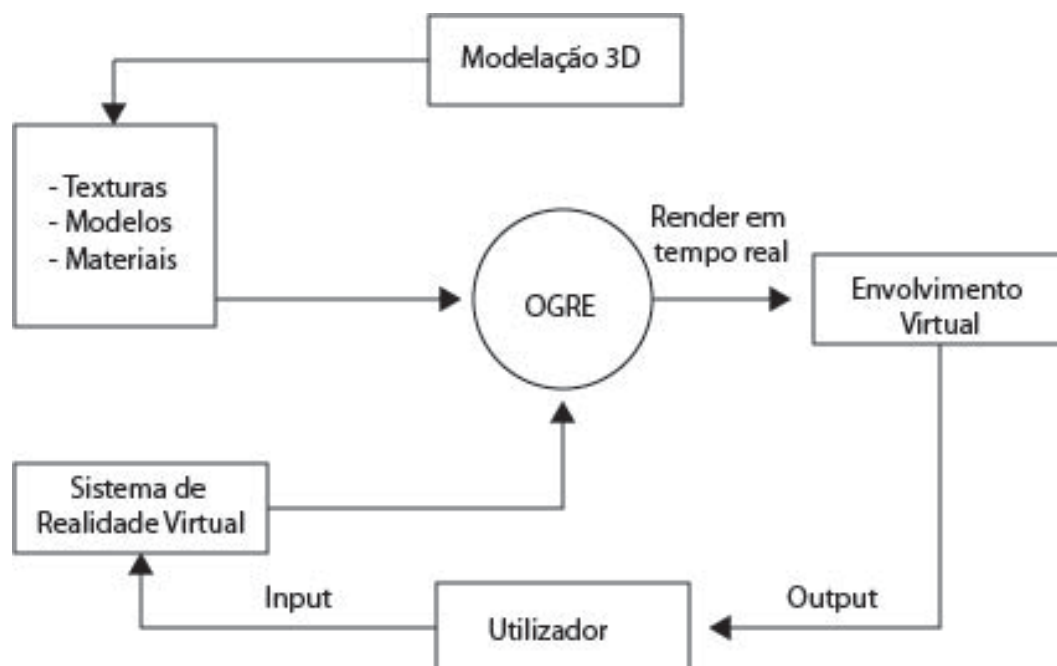 Modelação 3D
- Texturas
- Modelos
- Materiais
OGRE
Render em
tempo real
Envolvimento
Virtual
Sistema de
Realidade Virtual
Input
Utilizador
Output